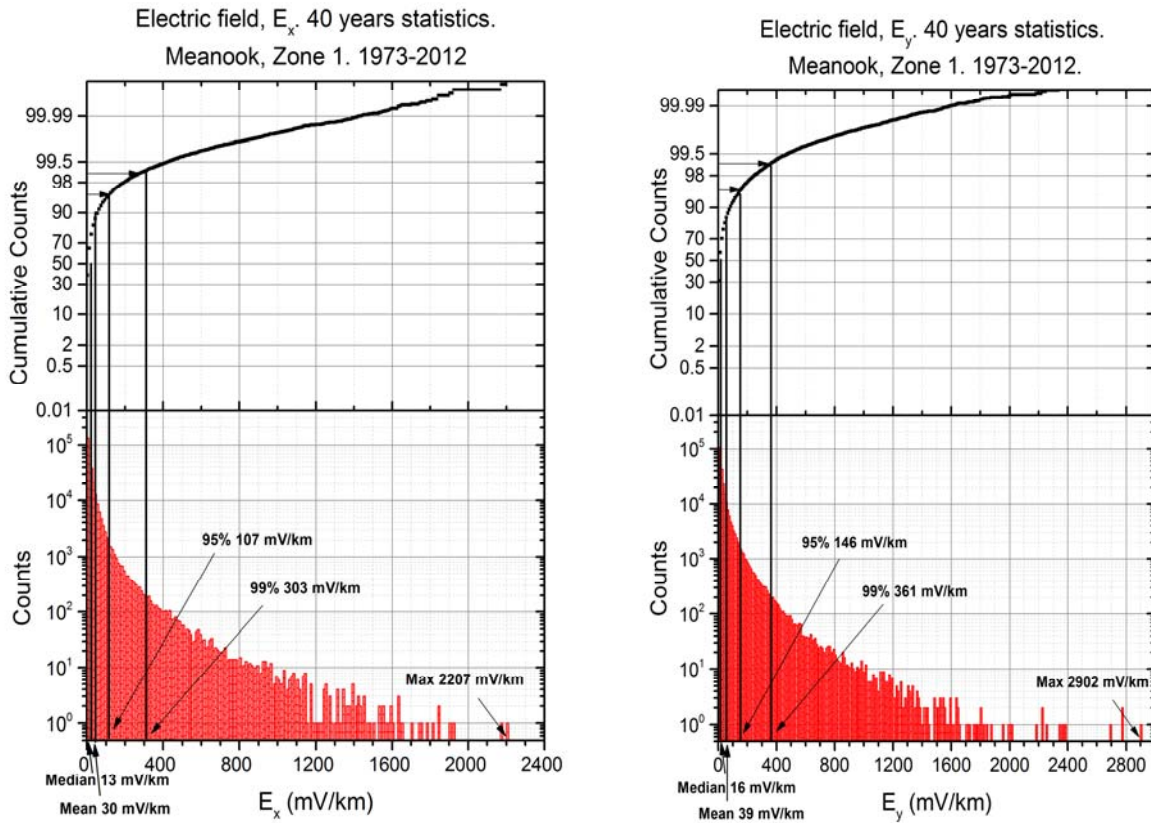 Electric field, Ex. 40 years statistics.
Meanook, Zone 1. 1973-2012
99.99
99.5
98
90
70
50
30
10
2
0.5
0.01
Cumulative Counts
10^5
10^4
10^3
10^2
10^1
10^0
Counts
95% 107 mV/km
99% 303 mV/km
Max 2207 mV/km
0 400 800 1200 1600 2000 2400
Median 13 mV/km
Mean 30 mV/km
Ex (mV/km)
Electric field, Ey. 40 years statistics.
Meanook, Zone 1. 1973-2012.
99.99
99.5
98
90
70
50
30
10
2
0.5
0.01
Cumulative Counts
10^5
10^4
10^3
10^2
10^1
10^0
Counts
95% 146 mV/km
99% 361 mV/km
Max 2902 mV/km
0 400 800 1200 1600 2000 2400 2800
Median 16 mV/km
Mean 39 mV/km
Ey (mV/km)